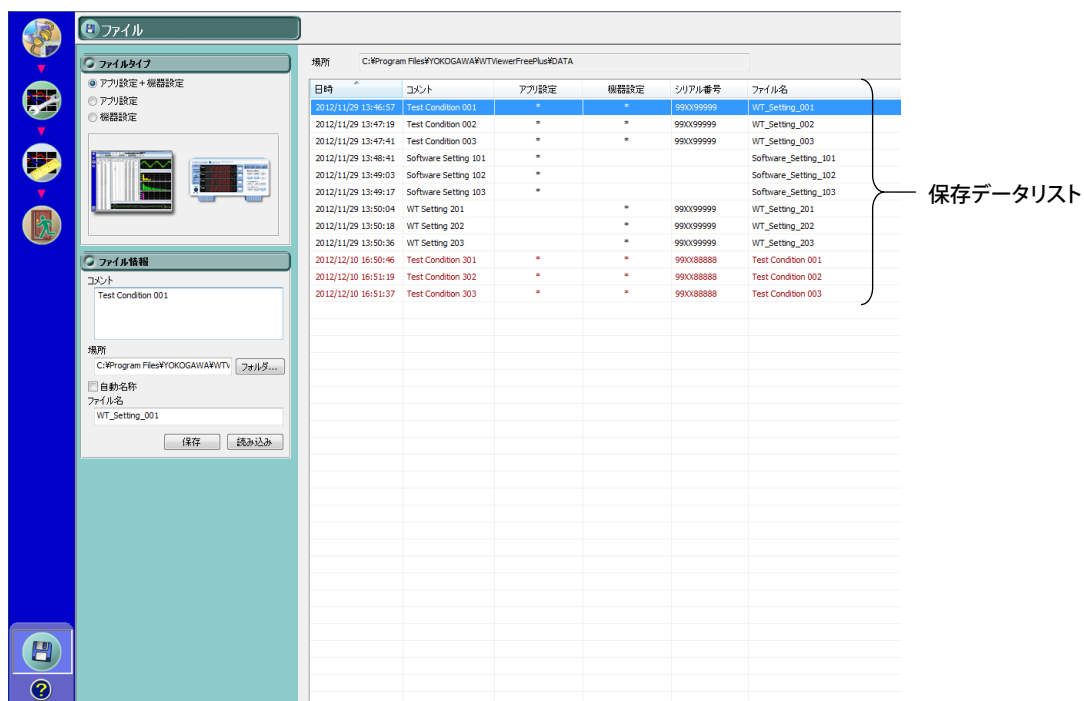 ファイル
ファイルタイプ
アプリ設定+機器設定
アプリ設定
機器設定
ファイル情報
コメント
Test Condition 001
場所
C:¥Program Files¥YOKOGAWA¥WTV
フォルダ...
自動名称
ファイル名
WT_Setting_001
保存 読み込み
場所 C:¥Program Files¥YOKOGAWA¥WTViewerFreePlus¥DATA
日時 コメント アプリ設定 機器設定 シリアル番号 ファイル名
2012/11/29 13:46:57 Test Condition 001 * * 99XX99999 WT_Setting_001
2012/11/29 13:47:19 Test Condition 002 * * 99XX99999 WT_Setting_002
2012/11/29 13:47:41 Test Condition 003 * * 99XX99999 WT_Setting_003
2012/11/29 13:48:41 Software Setting 101 * Software_Setting_101
2012/11/29 13:49:03 Software Setting 102 * Software_Setting_102
2012/11/29 13:49:17 Software Setting 103 * Software_Setting_103
2012/11/29 13:50:04 WT Setting 201 * 99XX99999 WT_Setting_201
2012/11/29 13:50:18 WT Setting 202 * 99XX99999 WT_Setting_202
2012/11/29 13:50:36 WT Setting 203 * 99XX99999 WT_Setting_203
2012/12/10 16:50:46 Test Condition 301 * * 99XX88888 Test Condition 001
2012/12/10 16:51:19 Test Condition 302 * * 99XX88888 Test Condition 002
2012/12/10 16:51:37 Test Condition 303 * * 99XX88888 Test Condition 003
保存データリスト
?